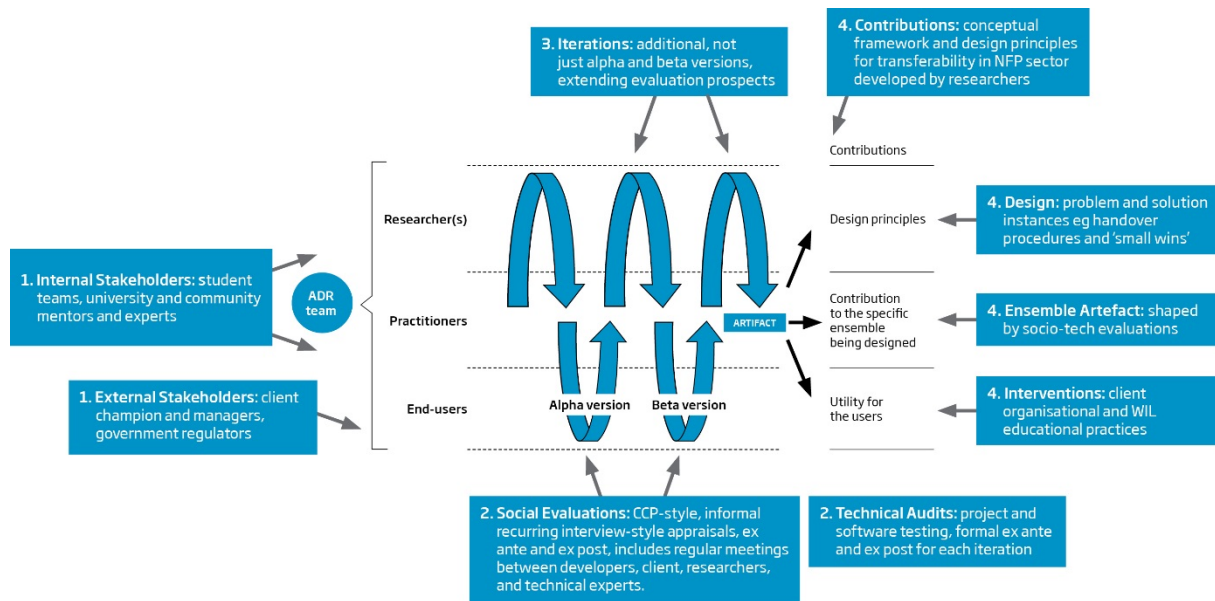 3. Iterations: additional, not
just alpha and beta versions,
extending evaluation prospects
4. Contributions: conceptual
framework and design principles
for transferability in NFP sector
developed by researchers
Contributions
Researcher(s)
Design principles
4. Design: problem and solution
instances eg handover
procedures and ‘small wins’
1. Internal Stakeholders: student
teams, university and community
mentors and experts
ADR
team
Practitioners
ARTIFACT
Contribution
to the specific
ensemble
being designed
4. Ensemble Artefact: shaped
by socio-tech evaluations
1. External Stakeholders: client
champion and managers,
government regulators
End-users
Alpha version
Beta version
Utility for
the users
4. Interventions: client
organisational and WIL
educational practices
2. Social Evaluations: CCP-style, informal
recurring interview-style appraisals, ex
ante and ex post, includes regular meetings
between developers, client, researchers,
and technical experts.
2. Technical Audits: project and
software testing, formal ex ante
and ex post for each iteration